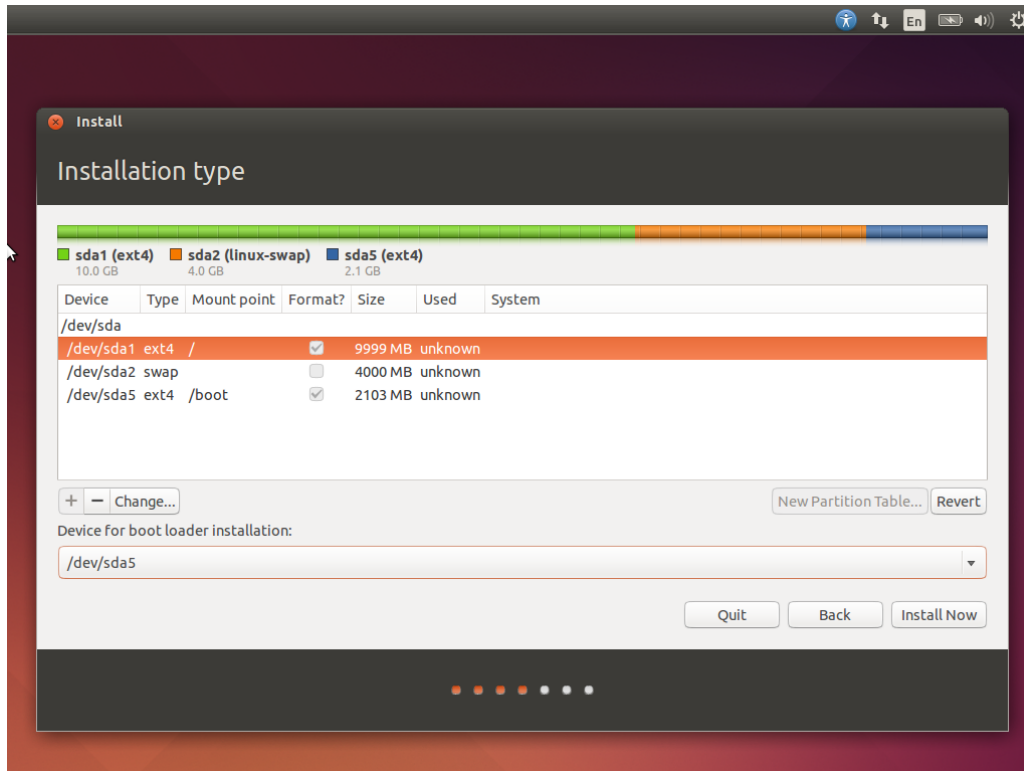 En
Install
Installation type
sda1 (ext4) sda2 (linux-swap) sda5 (ext4)
10.0 GB 4.0 GB 2.1 GB
Device Type Mount point Format? Size Used System
/dev/sda
/dev/sda1 ext4 / 9999 MB unknown
/dev/sda2 swap 4000 MB unknown
/dev/sda5 ext4 /boot 2103 MB unknown
+ − Change... New Partition Table... Revert
Device for boot loader installation:
/dev/sda5
Quit Back Install Now